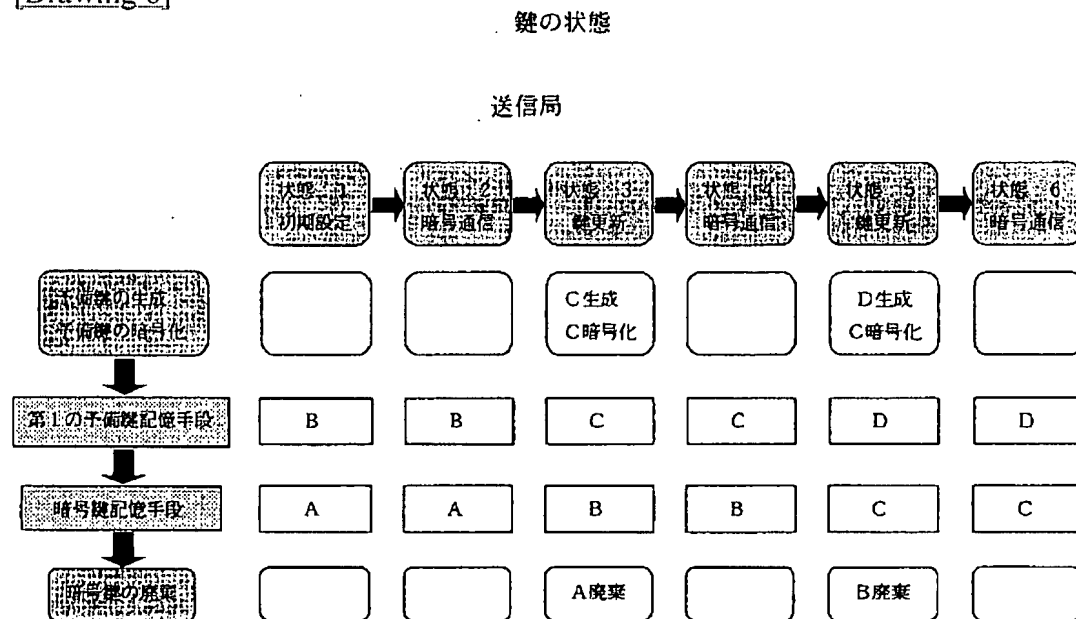 [Drawing 6]
鍵の状態
送信局
状態 1
初期設定
状態 2
暗号通信
状態 3
鍵更新
状態 4
暗号通信
状態 5
鍵更新
状態 6
暗号通信
予備鍵の生成
予備鍵の暗号化
C生成
C暗号化
D生成
C暗号化
第1の予備鍵記憶手段
B
B
C
C
D
D
暗号鍵記憶手段
A
A
B
B
C
C
暗号鍵の廃棄
A廃棄
B廃棄